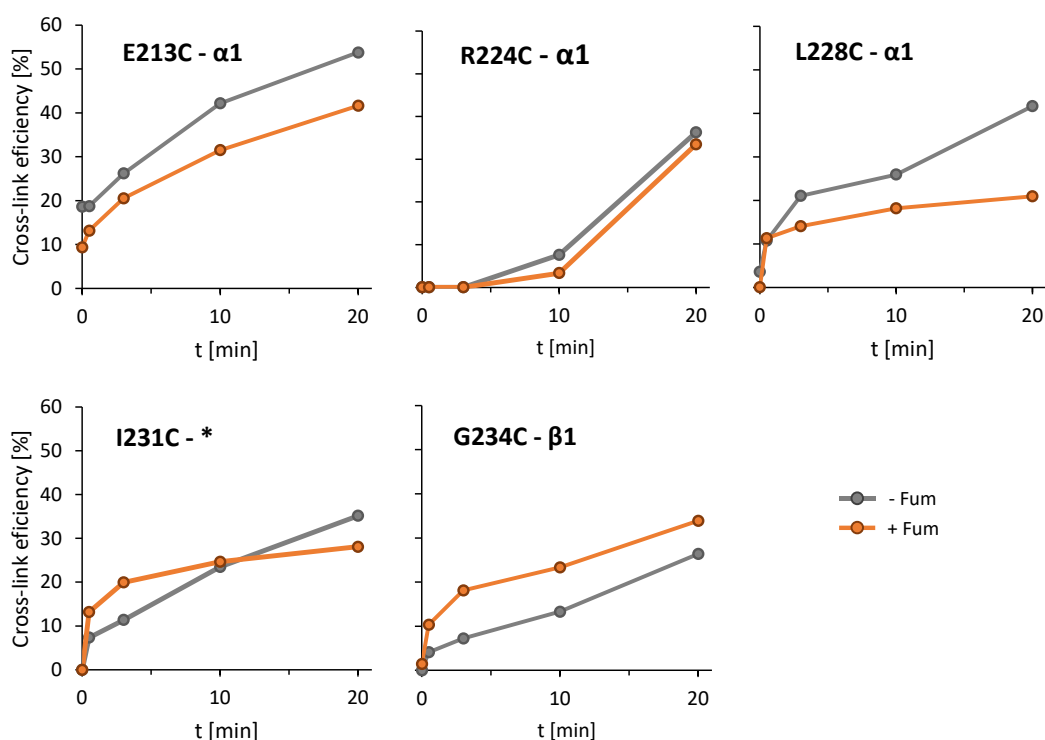 Cross-link eficiency [%]
E213C - α1
60
50
40
30
20
10
0
0 10 20
t [min]
R224C - α1
0 10 20
t [min]
L228C - α1
0 10 20
t [min]
Cross-link eficiency [%]
I231C - *
60
50
40
30
20
10
0
0 10 20
t [min]
G234C - β1
0 10 20
t [min]
- Fum
+ Fum